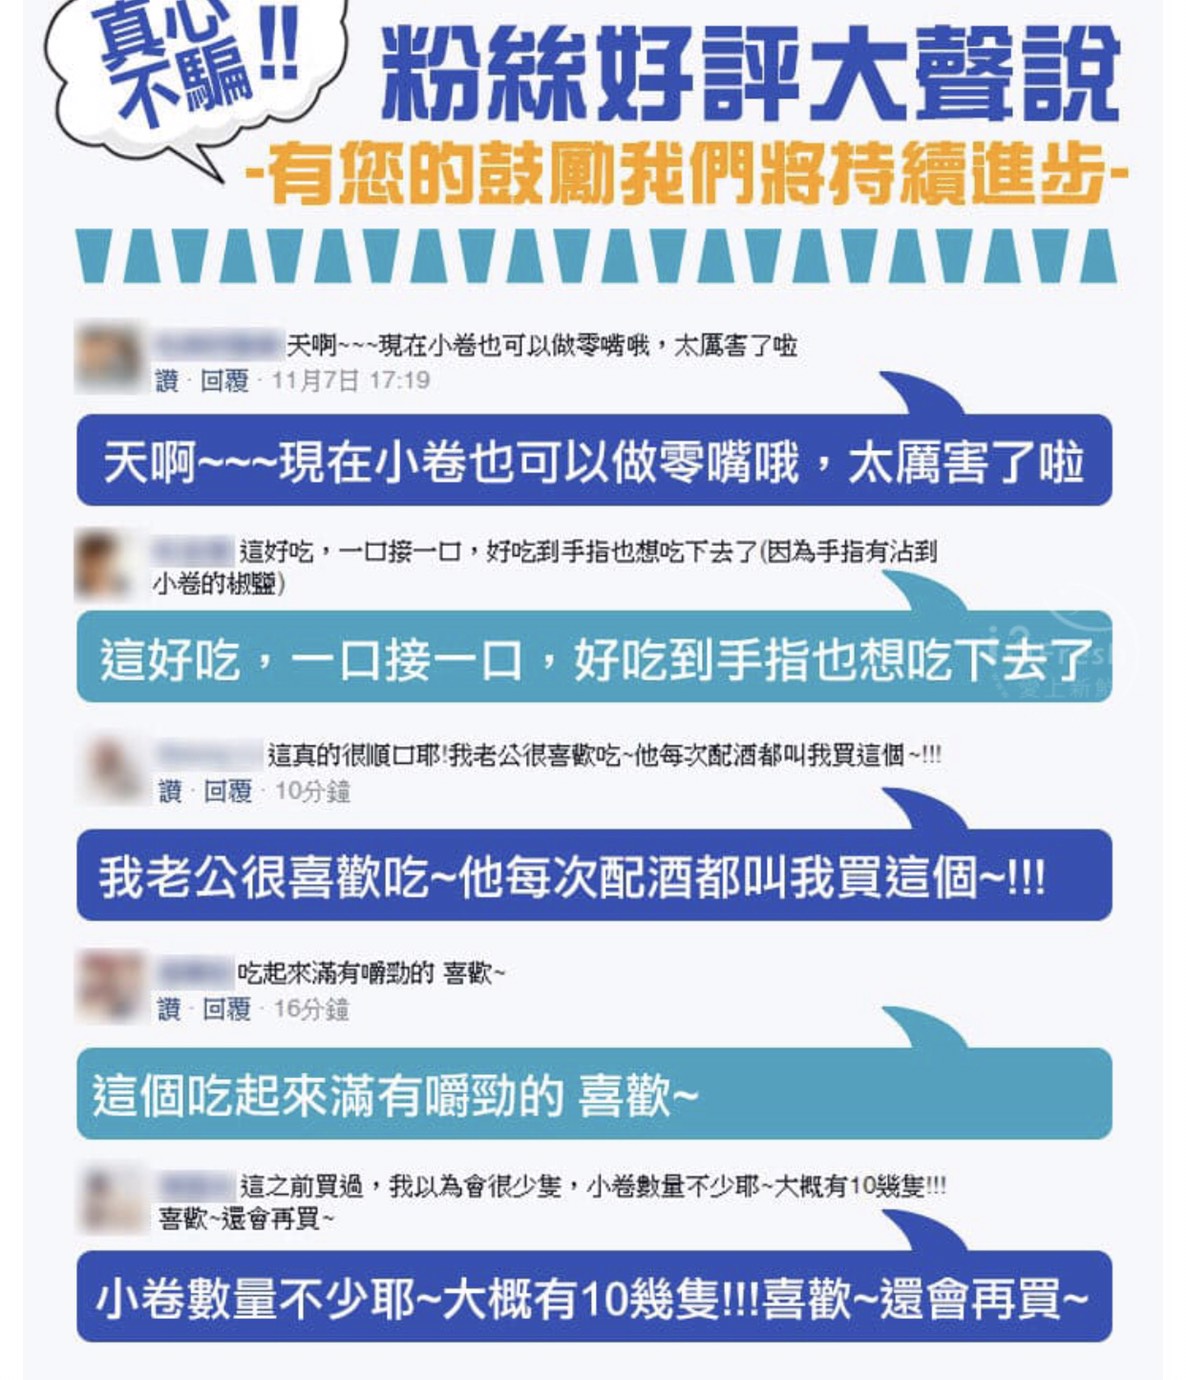 真心
不騙!!
粉絲好評大聲說
-有您的鼓勵我們將持續進步-
天啊~~~現在小卷也可以做零嘴哦，太厲害了啦
讚 · 回覆 · 11月7日 17:19
天啊~~~現在小卷也可以做零嘴哦，太厲害了啦
這好吃，一口接一口，好吃到手指也想吃下去了(因為手指有沾到
小卷的椒鹽)
這好吃，一口接一口，好吃到手指也想吃下去了
i3Fresh
愛上新鮮
這真的很順口耶!我老公很喜歡吃~他每次配酒都叫我買這個~!!!
讚 · 回覆 · 10分鐘
我老公很喜歡吃~他每次配酒都叫我買這個~!!!
吃起來滿有嚼勁的 喜歡~
讚 · 回覆 · 16分鐘
這個吃起來滿有嚼勁的 喜歡~
這之前買過，我以為會很少隻，小卷數量不少耶~大概有10幾隻!!!
喜歡~還會再買~
小卷數量不少耶~大概有10幾隻!!!喜歡~還會再買~